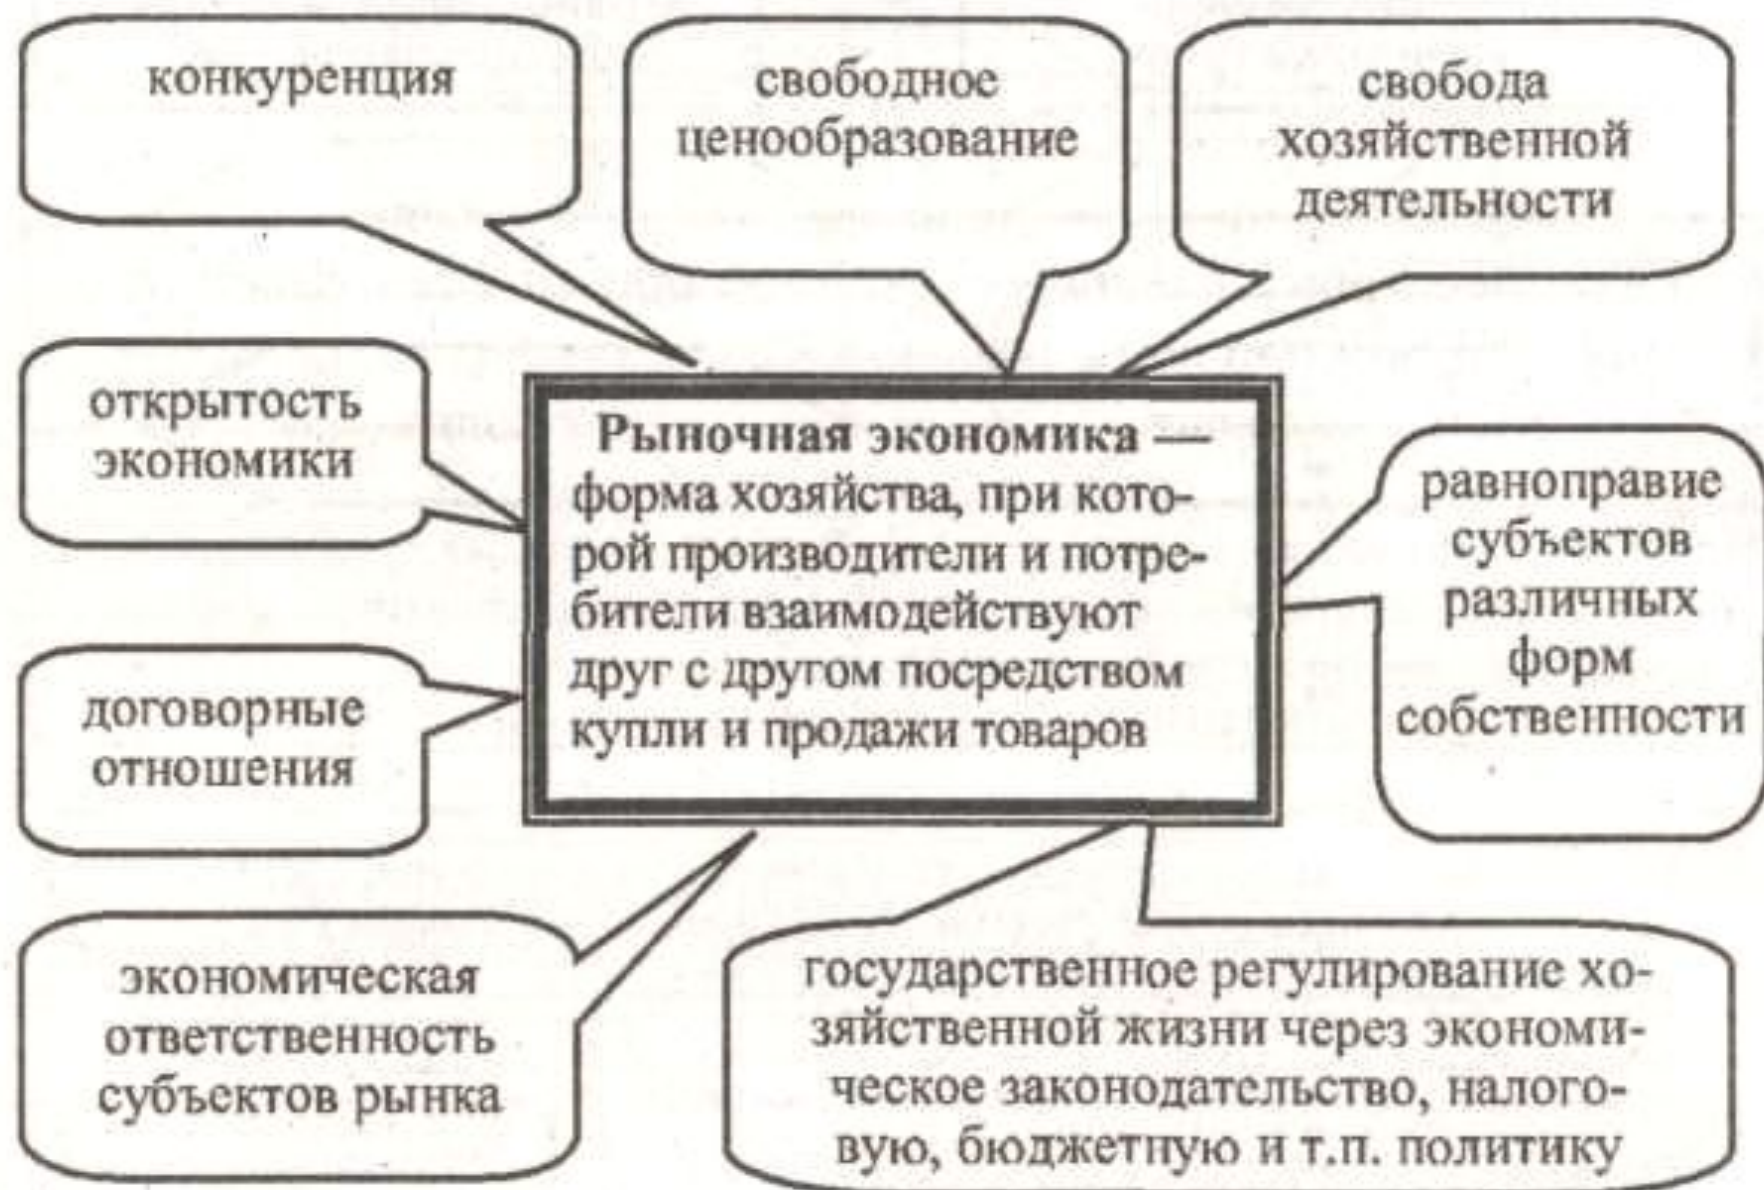 конкуренция
свободное
ценообразование
свобода
хозяйственной
деятельности
открытость
экономики
Рыночная экономика —
форма хозяйства, при кото-
рой производители и потре-
бители взаимодействуют
друг с другом посредством
купли и продажи товаров
равноправие
субъектов
различных
форм
собственности
договорные
отношения
экономическая
ответственность
субъектов рынка
государственное регулирование хо-
зяйственной жизни через экономи-
ческое законодательство, налого-
вую, бюджетную и т.п. политику